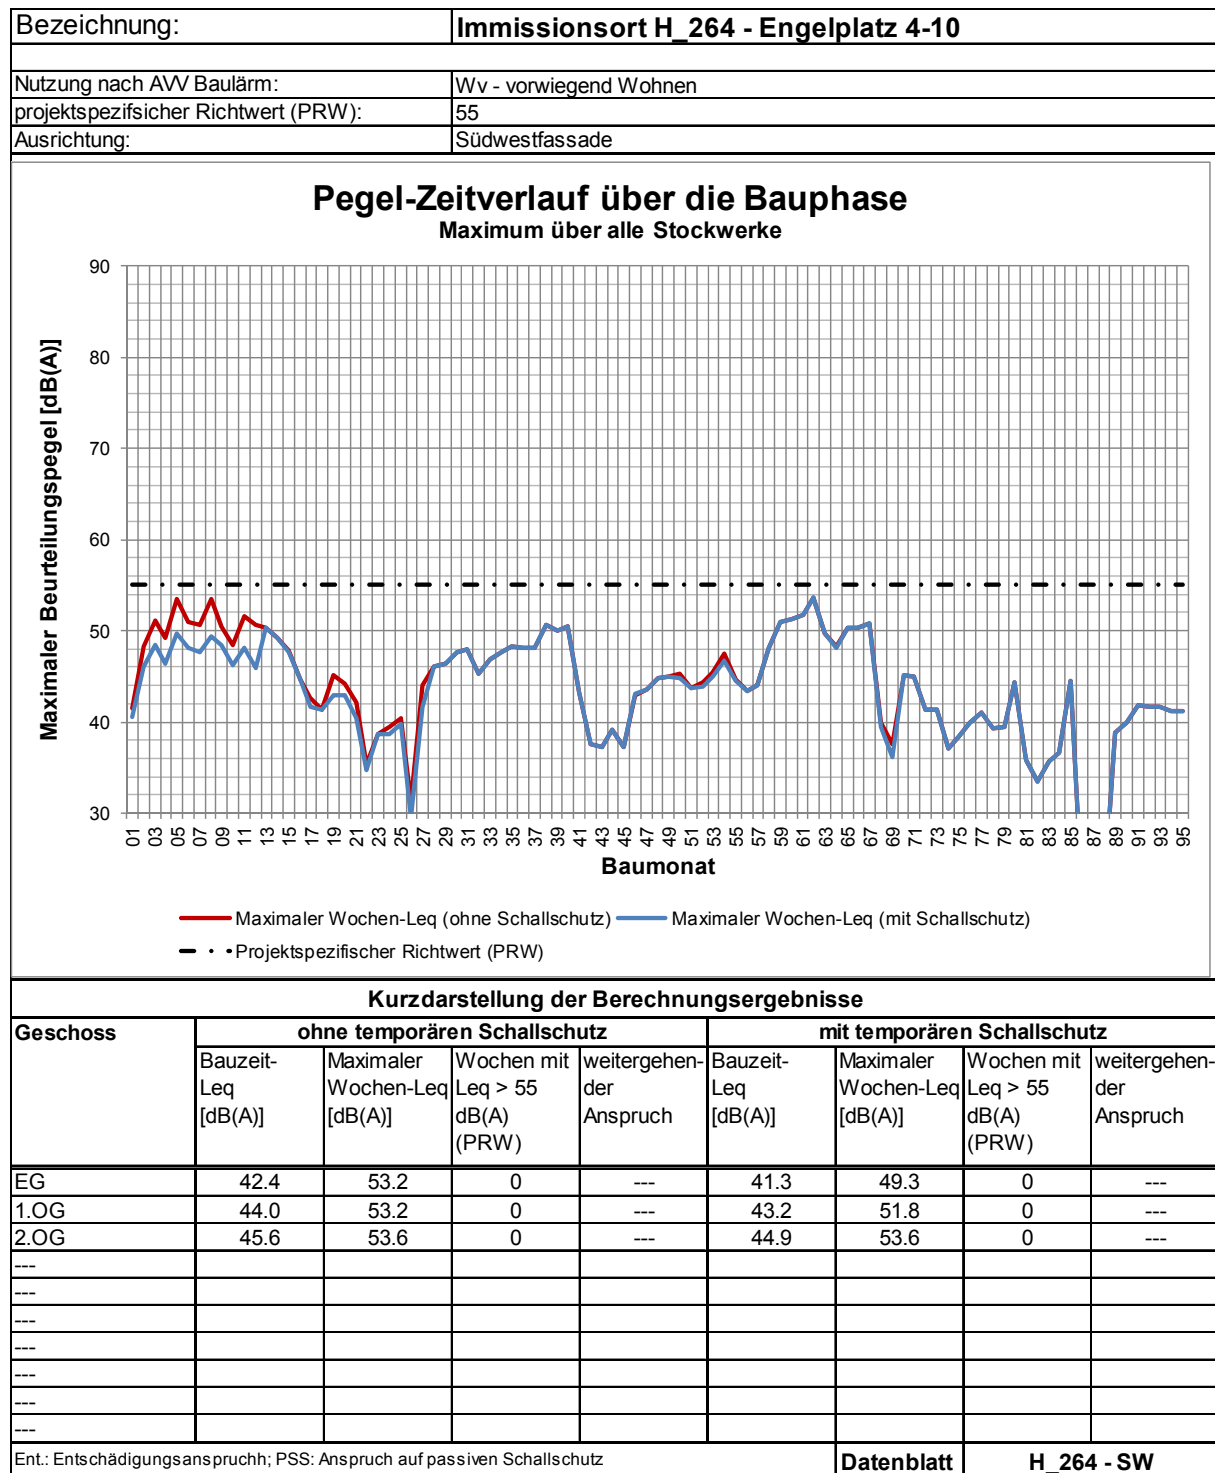 Bezeichnung: Immissionsort H_264 - Engelplatz 4-10
Nutzung nach AVV Baulärm: Wv - vorwiegend Wohnen
projektspezifsicher Richtwert (PRW): 55
Ausrichtung: Südwestfassade
Pegel-Zeitverlauf über die Bauphase
Maximum über alle Stockwerke
Maximaler Beurteilungspegel [dB(A)]
90
80
70
60
50
40
30
01 03 05 07 09 11 13 15 17 19 21 23 25 27 29 31 33 35 37 39 41 43 45 47 49 51 53 55 57 59 61 63 65 67 69 71 73 75 77 79 81 83 85 87 89 91 93 95
Baumonat
Maximaler Wochen-Leq (ohne Schallschutz) Maximaler Wochen-Leq (mit Schallschutz)
Projektspezifischer Richtwert (PRW)
Kurzdarstellung der Berechnungsergebnisse
Geschoss ohne temporären Schallschutz mit temporären Schallschutz
Bauzeit- Maximaler Wochen mit weitergehen- Bauzeit- Maximaler Wochen mit weitergehen-
Leq Wochen-Leq Leq > 55 der Leq Wochen-Leq Leq > 55 der
[dB(A)] [dB(A)] dB(A) Anspruch [dB(A)] [dB(A)] dB(A) Anspruch
(PRW) (PRW)
EG 42.4 53.2 0 --- 41.3 49.3 0 ---
1.OG 44.0 53.2 0 --- 43.2 51.8 0 ---
2.OG 45.6 53.6 0 --- 44.9 53.6 0 ---
---
---
---
---
---
---
---
Ent.: Entschädigungsanspruchh; PSS: Anspruch auf passiven Schallschutz Datenblatt H_264 - SW